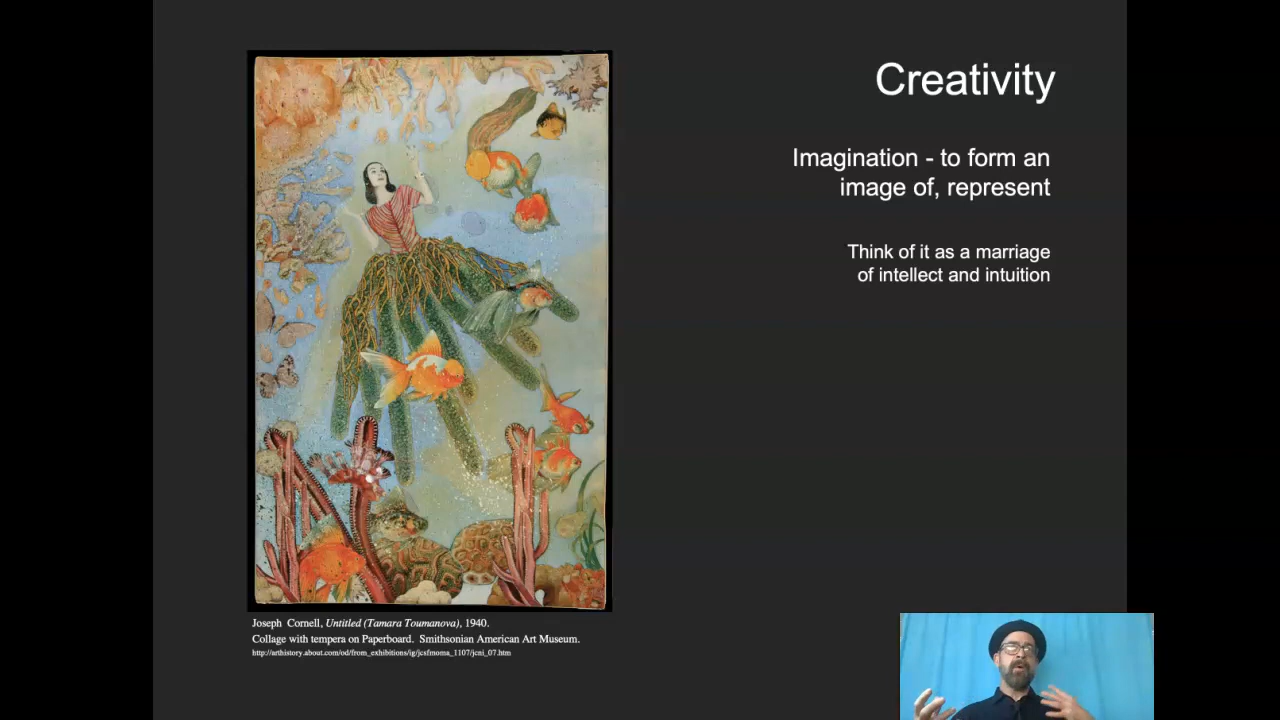 Creativity
Imagination - to form an
image of, represent
Think of it as a marriage
of intellect and intuition
Joseph Cornell, Untitled (Tamara Toumanova), 1940.
Collage with tempera on Paperboard. Smithsonian American Art Museum.
http://arthistory.about.com/od/from_exhibitions/ig/jcsfmoma_1107/jcni_07.htm